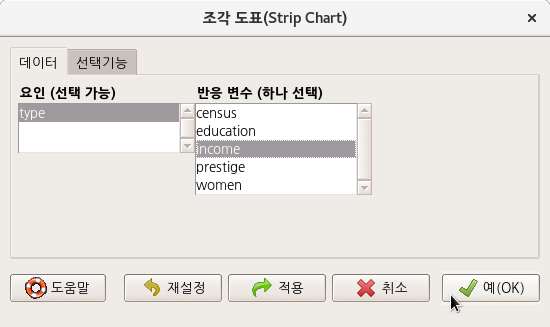 조각 도표(Strip Chart)
데이터 선택기능
요인 (선택 가능) 반응 변수 (하나 선택)
type
census
education
income
prestige
women
도움말 재설정 적용 취소 예(OK)